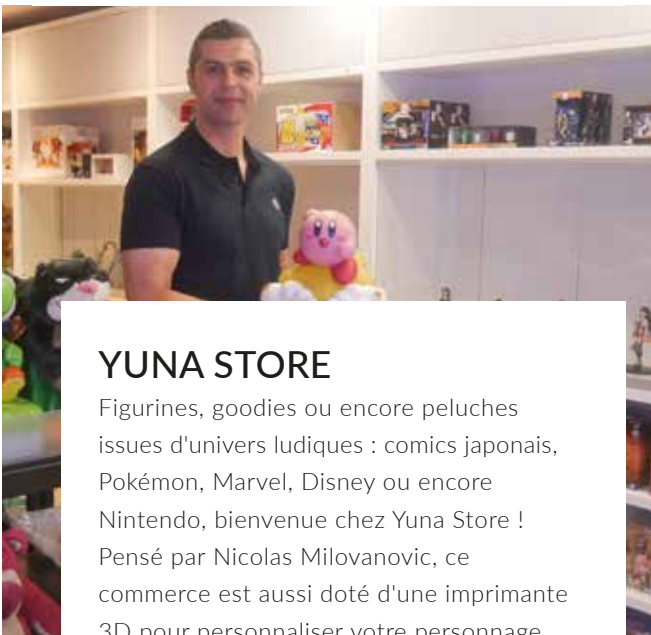 YUNA STORE
Figurines, goodies ou encore peluches
issues d'univers ludiques : comics japonais,
Pokémon, Marvel, Disney ou encore
Nintendo, bienvenue chez Yuna Store !
Pensé par Nicolas Milovanovic, ce
commerce est aussi doté d'une imprimante
3D pour personnaliser votre personnage